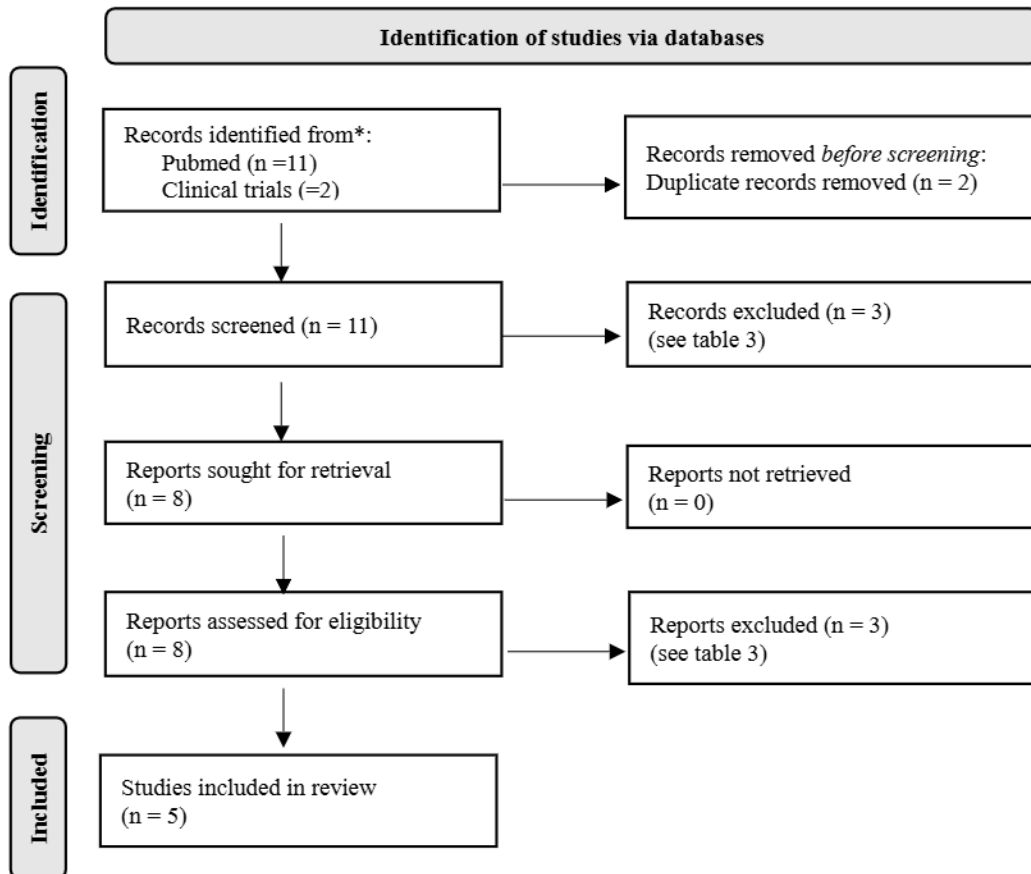 Identification of studies via databases
Identification
Records identified from*:
Pubmed (n =11)
Clinical trials (=2)
Records removed before screening:
Duplicate records removed (n = 2)
Screening
Records screened (n = 11)
Records excluded (n = 3)
(see table 3)
Reports sought for retrieval
(n = 8)
Reports not retrieved
(n = 0)
Reports assessed for eligibility
(n = 8)
Reports excluded (n = 3)
(see table 3)
Included
Studies included in review
(n = 5)